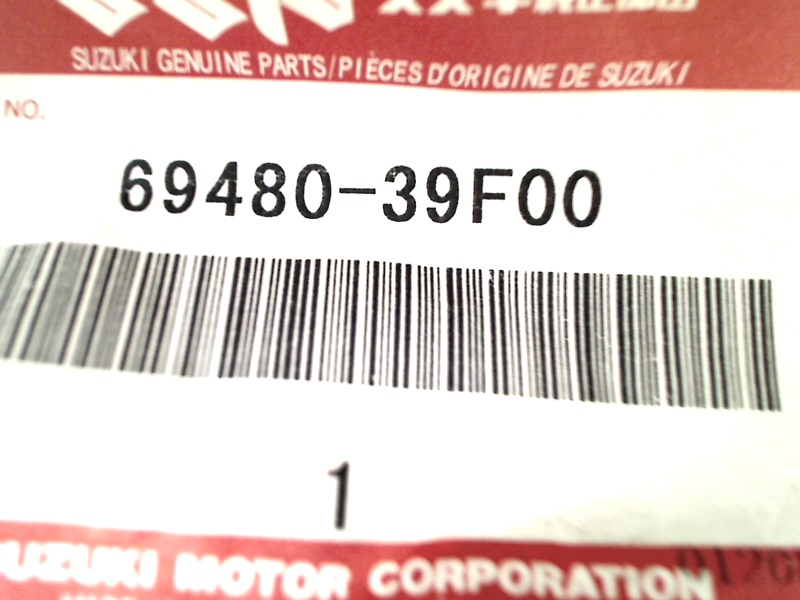 SUZUKI GENUINE PARTS/PIÈCES D'ORIGINE DE SUZUKI
NO.
69480-39F00
1
SUZUKI MOTOR CORPORATION